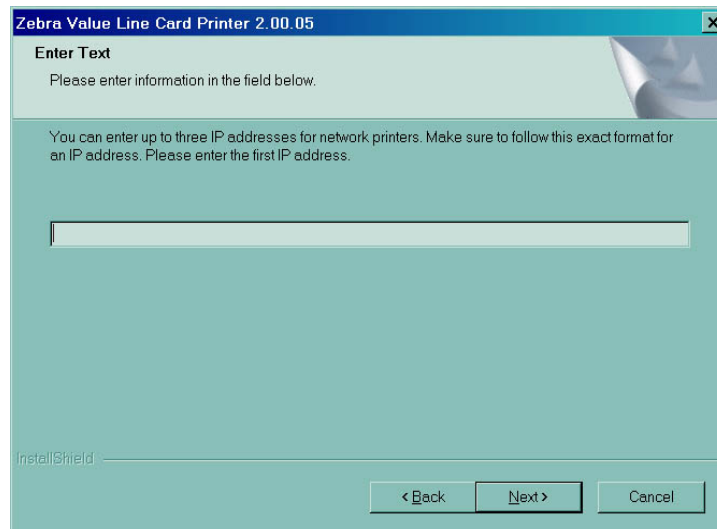 Zebra Value Line Card Printer 2.00.05
Enter Text
Please enter information in the field below.
You can enter up to three IP addresses for network printers. Make sure to follow this exact format for
an IP address. Please enter the first IP address.
InstallShield
< Back
Next >
Cancel